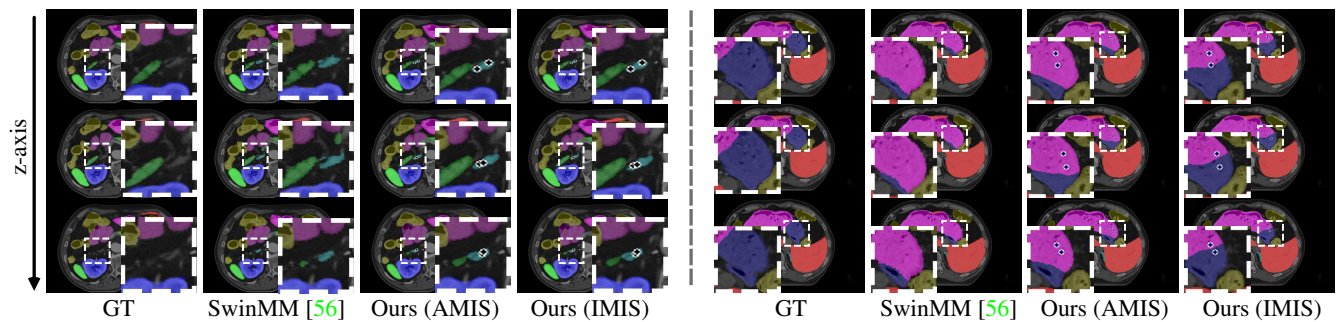 z-axis
GT SwinMM [56] Ours (AMIS) Ours (IMIS) GT SwinMM [56] Ours (AMIS) Ours (IMIS)